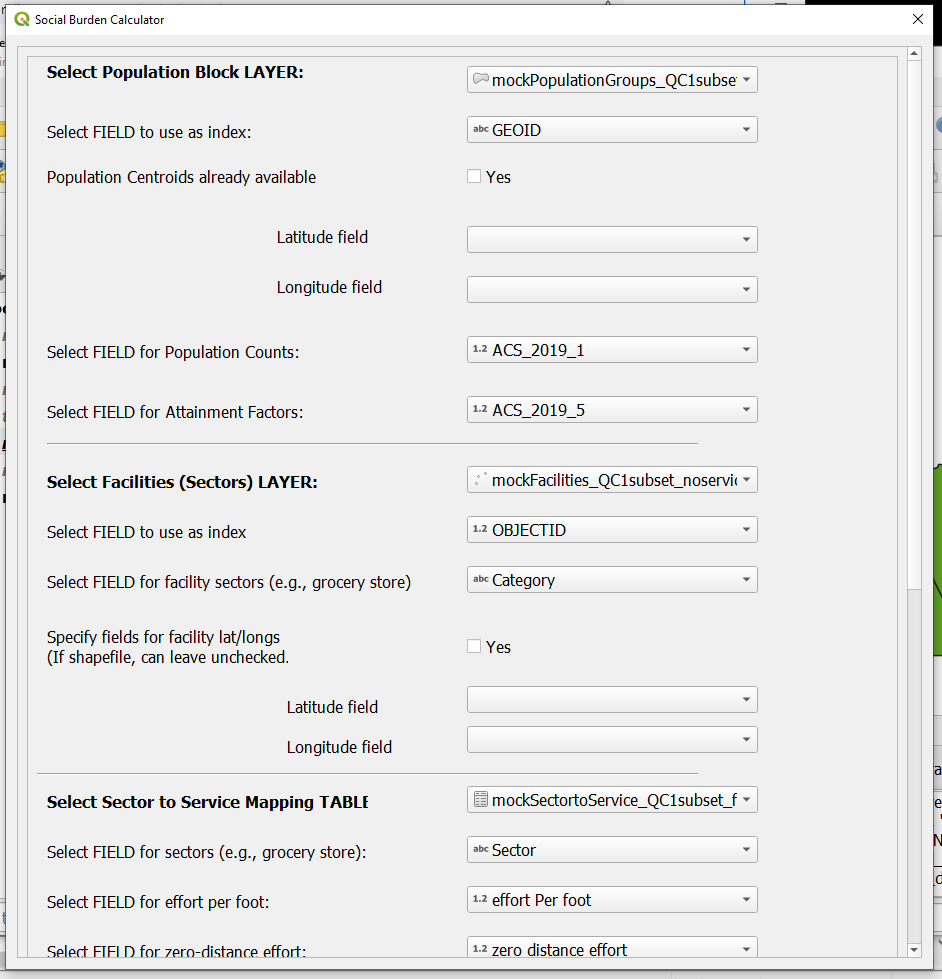 Social Burden Calculator
Select Population Block LAYER:
mockPopulationGroups_QC1subse
Select FIELD to use as index:
abc GEOID
Population Centroids already available
Yes
Latitude field
Longitude field
Select FIELD for Population Counts:
1.2 ACS_2019_1
Select FIELD for Attainment Factors:
1.2 ACS_2019_5
Select Facilities (Sectors) LAYER:
mockFacilities_QC1subset_noservic
Select FIELD to use as index
1.2 OBJECTID
Select FIELD for facility sectors (e.g., grocery store)
abc Category
Specify fields for facility lat/longs
(If shapefile, can leave unchecked.
Yes
Latitude field
Longitude field
Select Sector to Service Mapping TABLE
mockSectortoService_QC1subset_f
Select FIELD for sectors (e.g., grocery store):
abc Sector
Select FIELD for effort per foot:
1.2 effort Per foot
Select FIELD for zero-distance effort:
1.2 zero distance effort